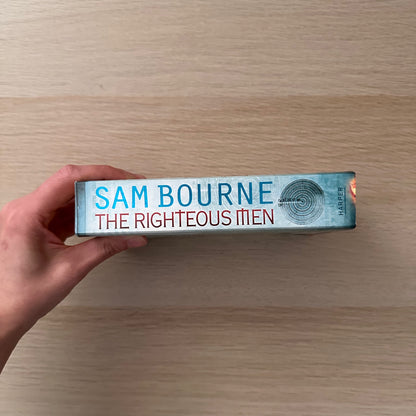 SAM BOURNE
THE RIGHTEOUS MEN
HARPER